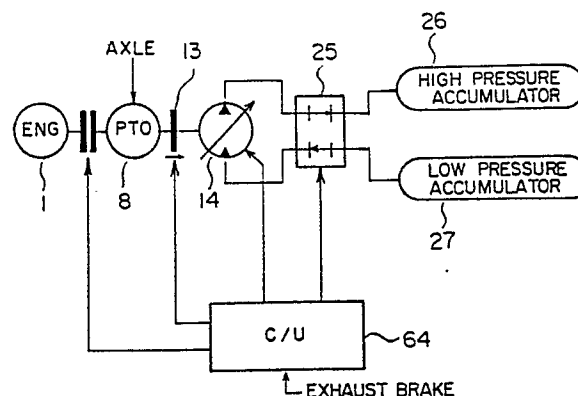 AXLE
13
25
26
HIGH PRESSURE
ACCUMULATOR
ENG
PTO
1
8
14
LOW PRESSURE
ACCUMULATOR
27
C/U
64
EXHAUST BRAKE